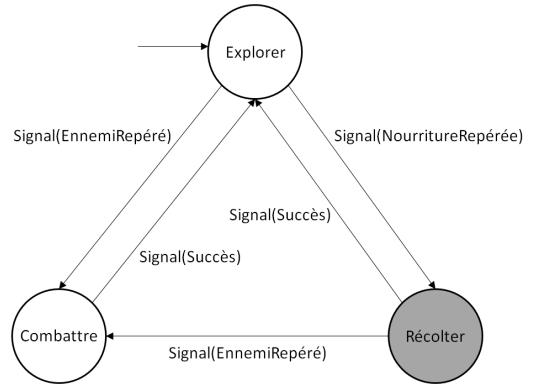 Explorer
Signal(EnnemiRepéré)
Signal(NourritureRepérée)
Signal(Succès)
Signal(Succès)
Combattre
Récolter
Signal(EnnemiRepéré)